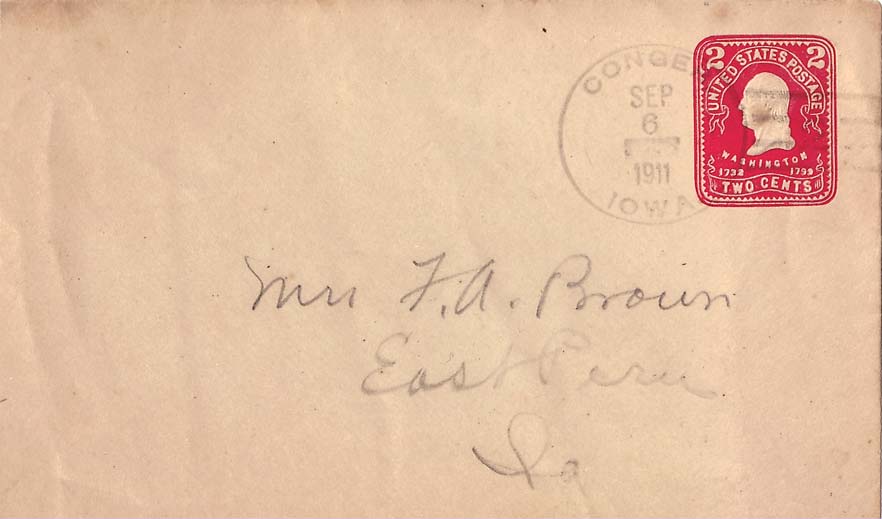 CONGER
SEP
6
1911
IOWA
2 2
UNITED STATES POSTAGE
WASHINGTON
1732 1799
TWO CENTS
Mrs F. A. Brown
East Peru
Ia